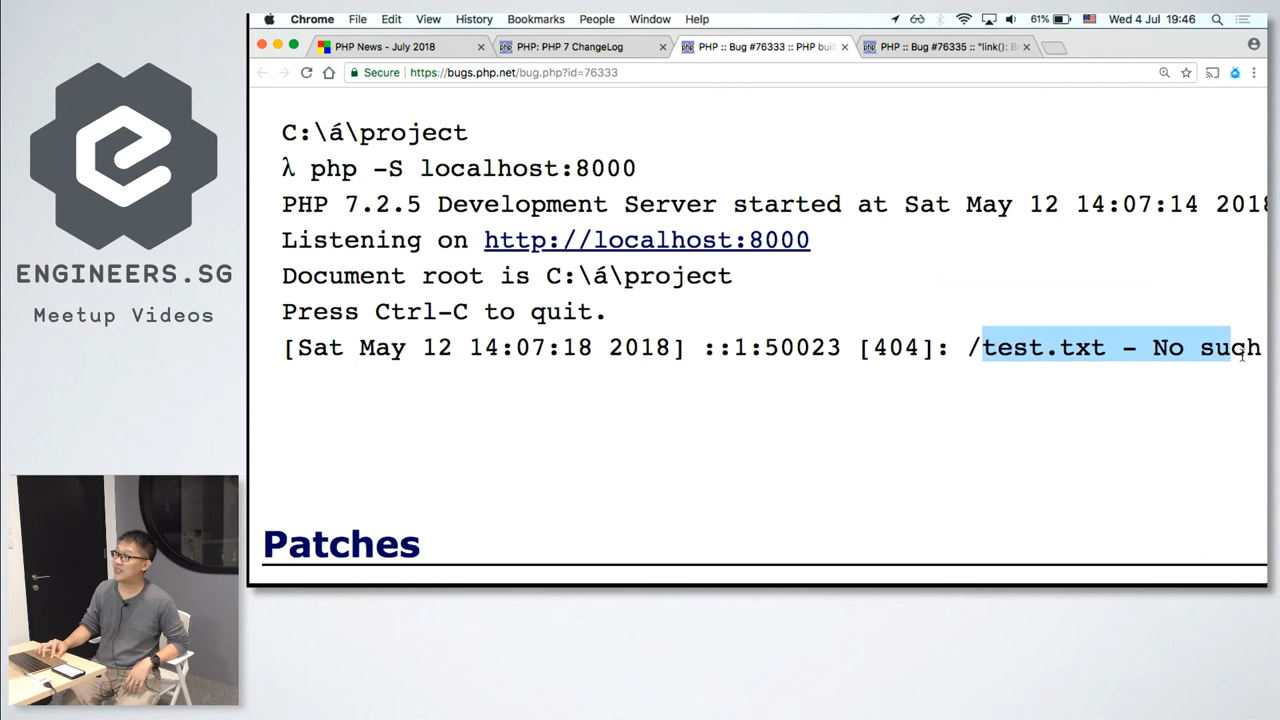 Chrome File Edit View History Bookmarks People Window Help 61% Wed 4 Jul 19:46
PHP News - July 2018 PHP: PHP 7 ChangeLog PHP :: Bug #76333 :: PHP buil PHP :: Bug #76335 :: "link(): B
Secure https://bugs.php.net/bug.php?id=76333
C:\á\project
λ php -S localhost:8000
PHP 7.2.5 Development Server started at Sat May 12 14:07:14 2018
Listening on http://localhost:8000
Document root is C:\á\project
Press Ctrl-C to quit.
[Sat May 12 14:07:18 2018] ::1:50023 [404]: /test.txt - No such
Patches
ENGINEERS.SG
Meetup Videos